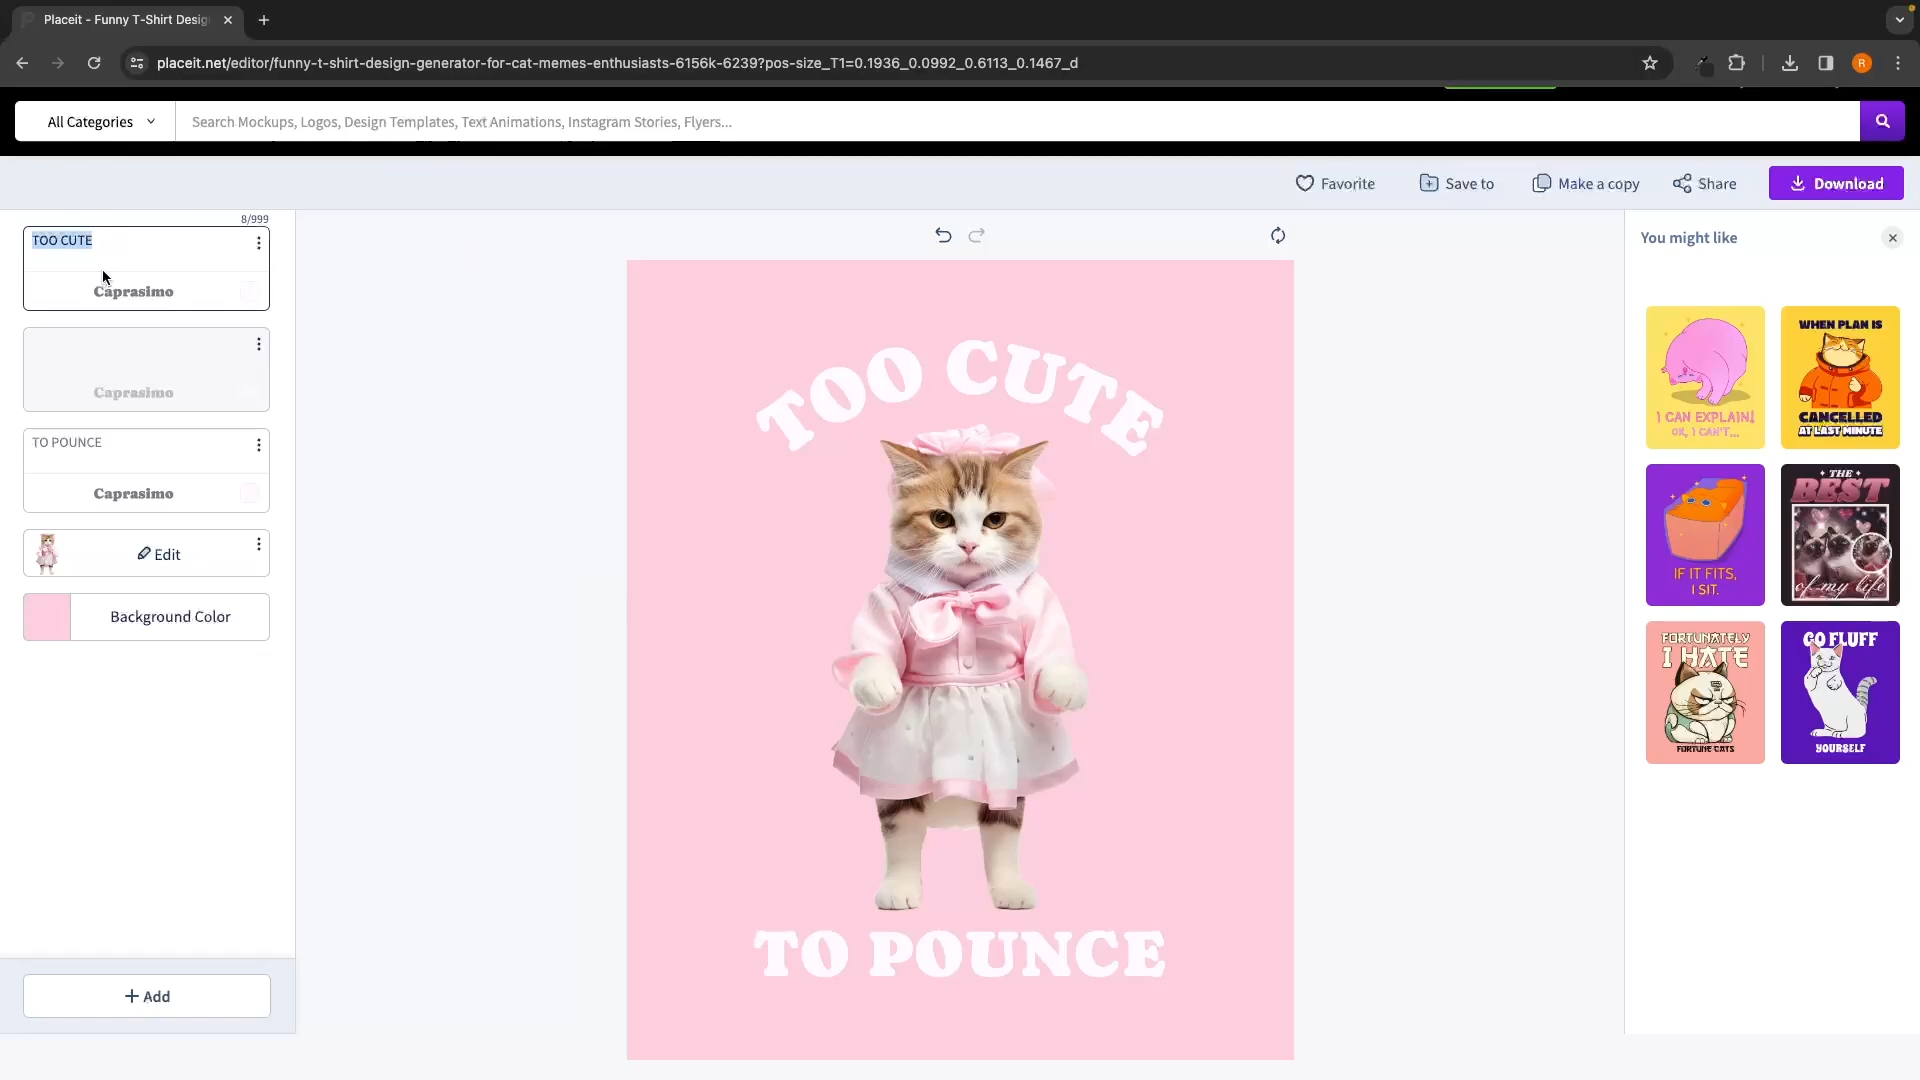 Placeit - Funny T-Shirt Desig
placeit.net/editor/funny-t-shirt-design-generator-for-cat-memes-enthusiasts-6156k-6239?pos-size_T1=0.1936_0.0992_0.6113_0.1467_d
R
All Categories
Search Mockups, Logos, Design Templates, Text Animations, Instagram Stories, Flyers...
Favorite
Save to
Make a copy
Share
Download
8/999
TOO CUTE
Caprasimo
Caprasimo
TO POUNCE
Caprasimo
Edit
Background Color
+ Add
TOO CUTE
TO POUNCE
You might like
I CAN EXPLAIN!
OK, I CAN'T...
WHEN PLAN IS
CANCELLED
AT LAST MINUTE
IF IT FITS,
I SIT.
THE
BEST
of my life
FORTUNATELY
I HATE
FORTUNE CATS
GO FLUFF
YOURSELF